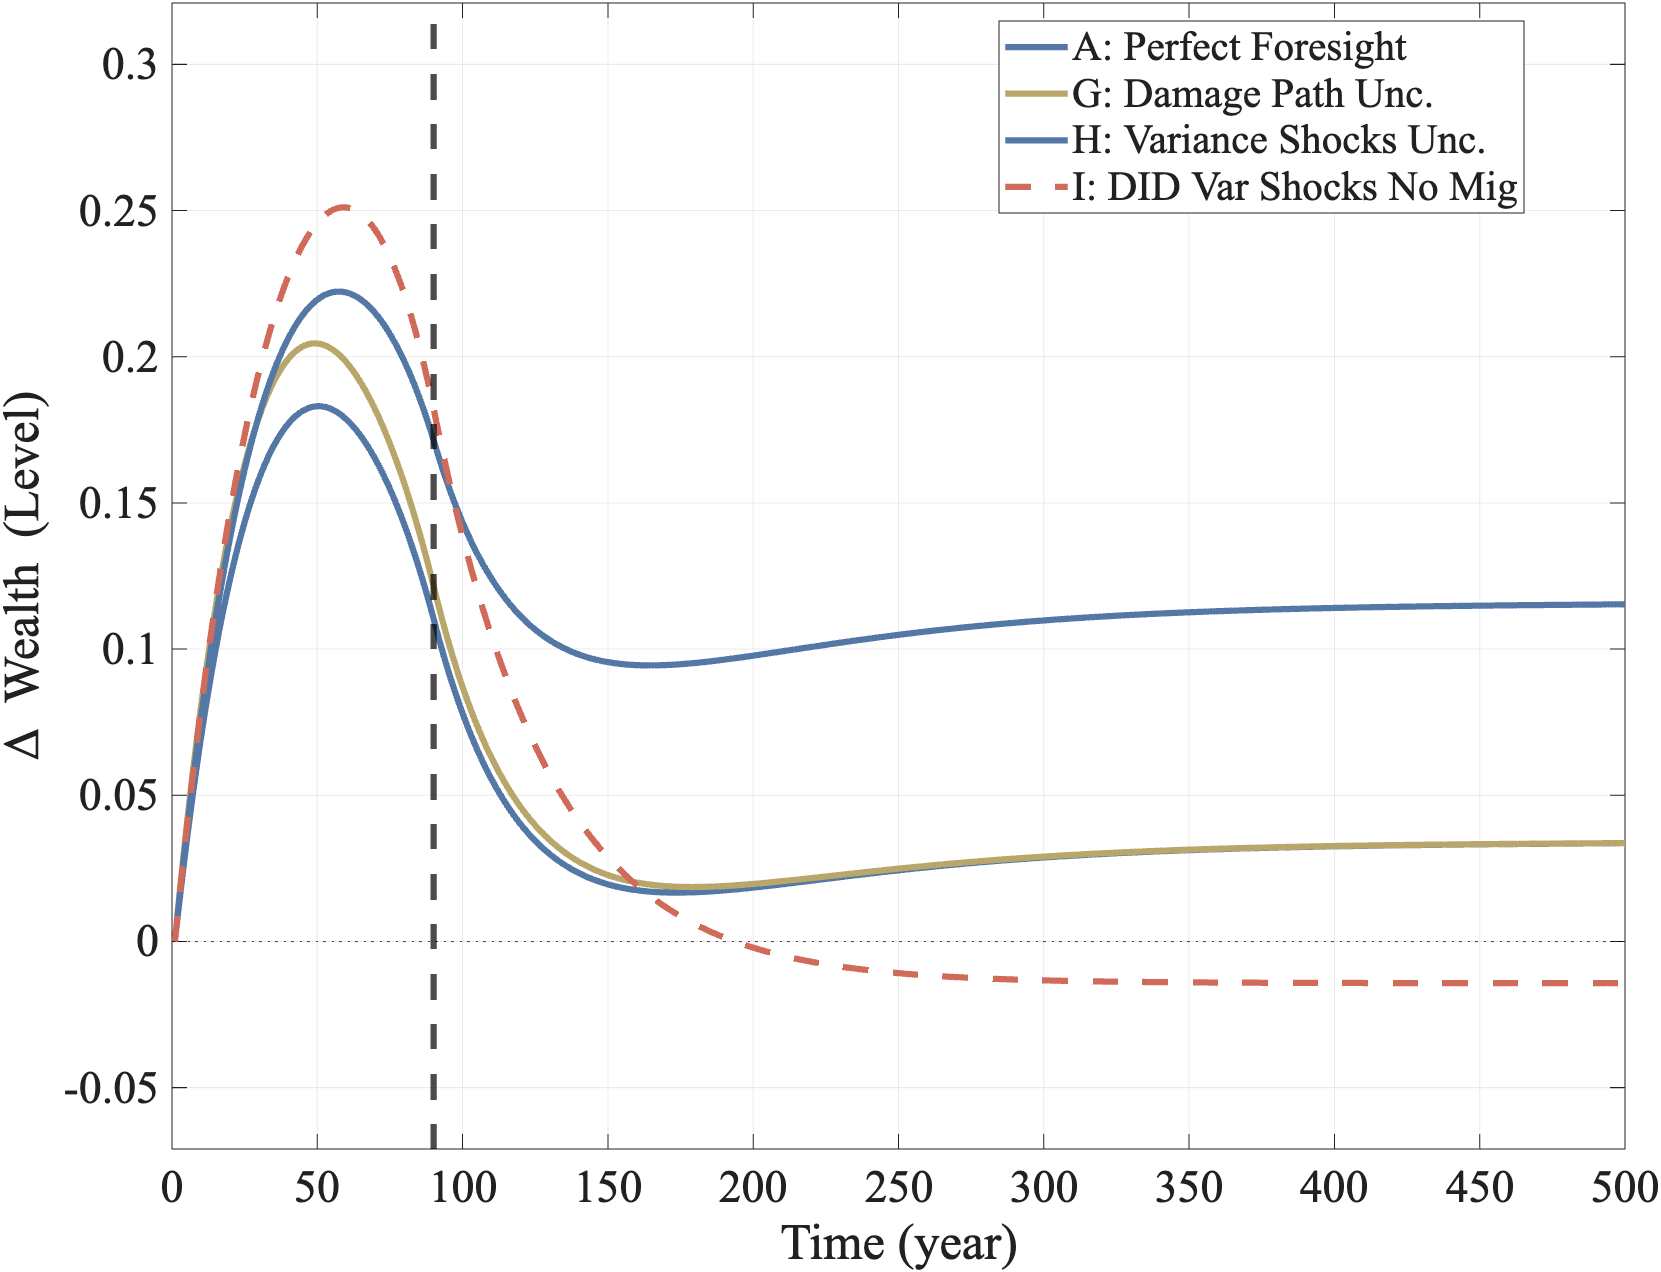 A: Perfect Foresight
G: Damage Path Unc.
H: Variance Shocks Unc.
I: DID Var Shocks No Mig
0.3
0.25
0.2
0.15
0.1
0.05
0
-0.05
Δ Wealth (Level)
0 50 100 150 200 250 300 350 400 450 500
Time (year)